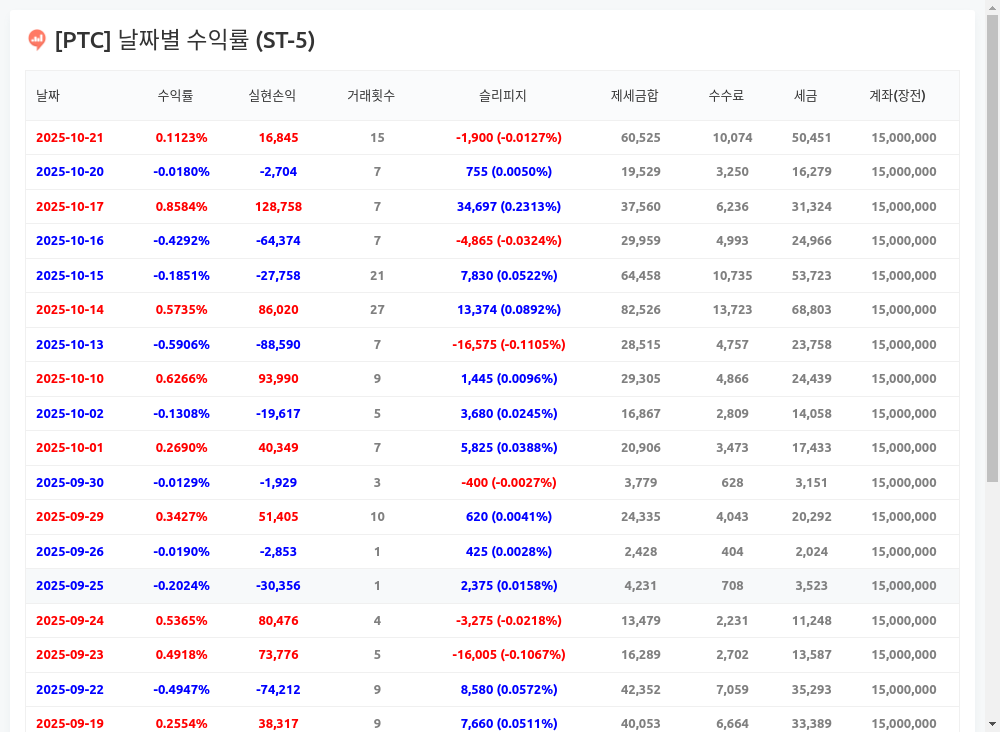 [PTC] 날짜별 수익률 (ST-5)
날짜 수익률 실현손익 거래횟수 슬리피지 제세금합 수수료 세금 계좌(장전)
2025-10-21 0.1123% 16,845 15 -1,900 (-0.0127%) 60,525 10,074 50,451 15,000,000
2025-10-20 -0.0180% -2,704 7 755 (0.0050%) 19,529 3,250 16,279 15,000,000
2025-10-17 0.8584% 128,758 7 34,697 (0.2313%) 37,560 6,236 31,324 15,000,000
2025-10-16 -0.4292% -64,374 7 -4,865 (-0.0324%) 29,959 4,993 24,966 15,000,000
2025-10-15 -0.1851% -27,758 21 7,830 (0.0522%) 64,458 10,735 53,723 15,000,000
2025-10-14 0.5735% 86,020 27 13,374 (0.0892%) 82,526 13,723 68,803 15,000,000
2025-10-13 -0.5906% -88,590 7 -16,575 (-0.1105%) 28,515 4,757 23,758 15,000,000
2025-10-10 0.6266% 93,990 9 1,445 (0.0096%) 29,305 4,866 24,439 15,000,000
2025-10-02 -0.1308% -19,617 5 3,680 (0.0245%) 16,867 2,809 14,058 15,000,000
2025-10-01 0.2690% 40,349 7 5,825 (0.0388%) 20,906 3,473 17,433 15,000,000
2025-09-30 -0.0129% -1,929 3 -400 (-0.0027%) 3,779 628 3,151 15,000,000
2025-09-29 0.3427% 51,405 10 620 (0.0041%) 24,335 4,043 20,292 15,000,000
2025-09-26 -0.0190% -2,853 1 425 (0.0028%) 2,428 404 2,024 15,000,000
2025-09-25 -0.2024% -30,356 1 2,375 (0.0158%) 4,231 708 3,523 15,000,000
2025-09-24 0.5365% 80,476 4 -3,275 (-0.0218%) 13,479 2,231 11,248 15,000,000
2025-09-23 0.4918% 73,776 5 -16,005 (-0.1067%) 16,289 2,702 13,587 15,000,000
2025-09-22 -0.4947% -74,212 9 8,580 (0.0572%) 42,352 7,059 35,293 15,000,000
2025-09-19 0.2554% 38,317 9 7,660 (0.0511%) 40,053 6,664 33,389 15,000,000